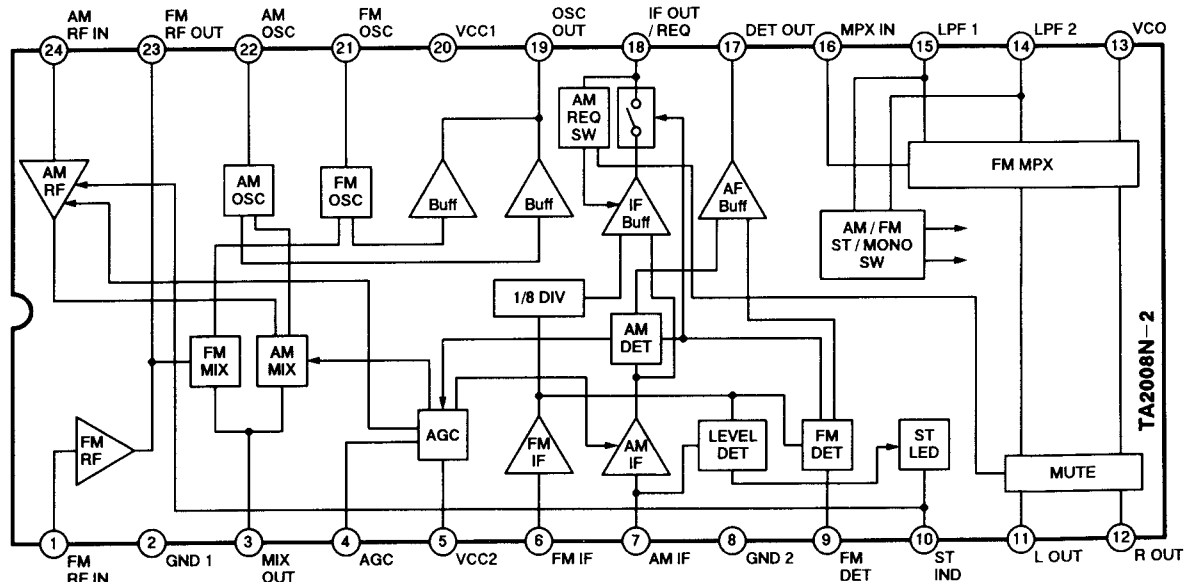 AM
RF IN
FM
RF OUT
AM
OSC
FM
OSC
VCC1
OSC
OUT
IF OUT
/ REQ
DET OUT
MPX IN
LPF 1
LPF 2
VCO
24
23
22
21
20
19
18
17
16
15
14
13
AM
RF
AM
OSC
FM
OSC
Buff
Buff
AM
REQ
SW
IF
Buff
AF
Buff
FM MPX
AM / FM
ST / MONO
SW
1/8 DIV
AM
DET
FM
MIX
AM
MIX
FM
RF
AGC
FM
IF
AM
IF
LEVEL
DET
FM
DET
ST
LED
MUTE
TA2008N-2
1
2
3
4
5
6
7
8
9
10
11
12
FM
RF IN
GND 1
MIX
OUT
AGC
VCC2
FM IF
AM IF
GND 2
FM
DET
ST
IND
L OUT
R OUT